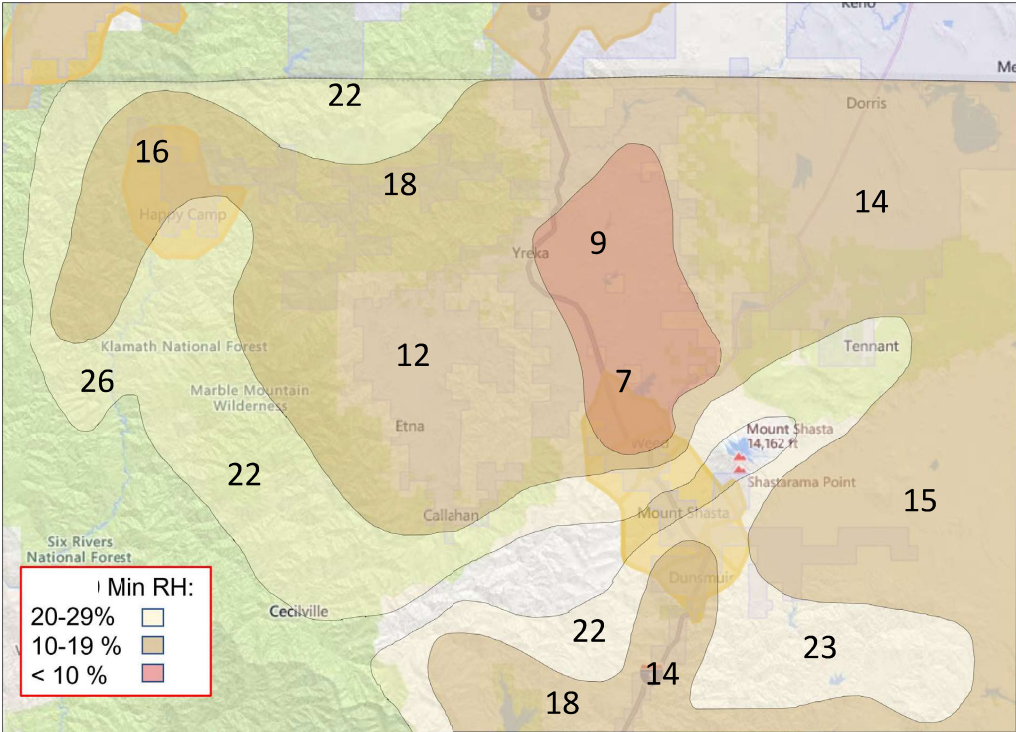 Keno
Me
Dorris
22
16
18
14
Happy Camp
9
Yreka
Klamath National Forest
Tennant
12
26
7
Marble Mountain
Wilderness
Etna
Mount Shasta
14,162 ft
Weed
22
Shastarama Point
15
Callahan
Mount Shasta
Six Rivers
National Forest
Dunsmuir
) Min RH:
20-29%
10-19 %
< 10 %
Cecilville
22
23
14
18